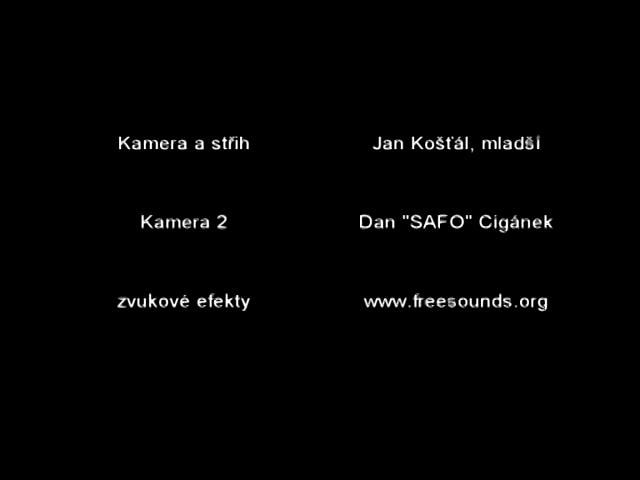 Kamera a střih Jan Košťál, mladší
Kamera 2 Dan "SAFO" Cigánek
zvukové efekty www.freesounds.org